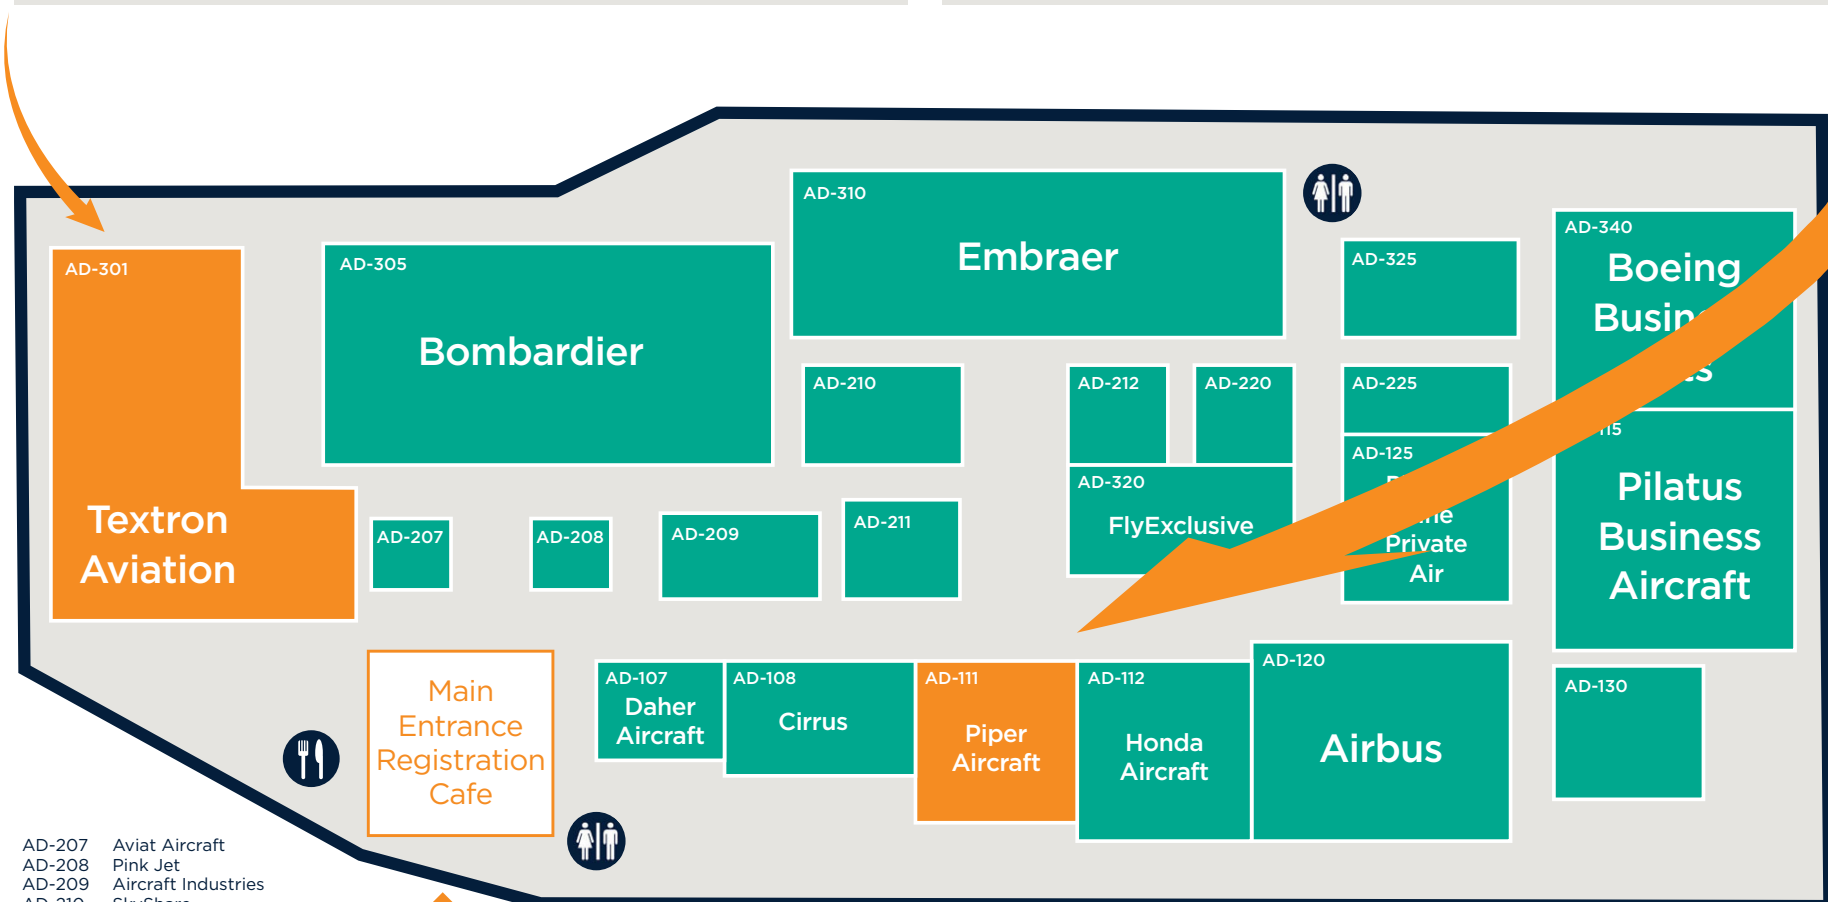 AD-301
Textron
Aviation
AD-305
Bombardier
AD-310
Embraer
AD-325
AD-340
Boeing
AD-210
AD-212
AD-220
AD-225
AD-125
Private
Air
AD-320
FlyExclusive
Pilatus
Business
Aircraft
AD-207
AD-208
AD-209
AD-211
Main
Entrance
Registration
Cafe
AD-107
Daher
Aircraft
AD-108
Cirrus
AD-111
Piper
Aircraft
AD-112
Honda
Aircraft
AD-120
Airbus
AD-130
AD-207 Aviat Aircraft
AD-208 Pink Jet
AD-209 Aircraft Industries
AD-210 SkyShare